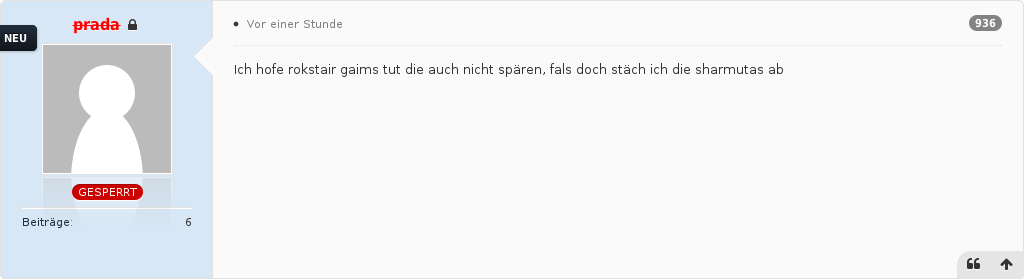 prada
NEU
GESPERRT
Beiträge: 6
Vor einer Stunde
936
Ich hofe rokstair gaims tut die auch nicht spären, fals doch stäch ich die sharmutas ab